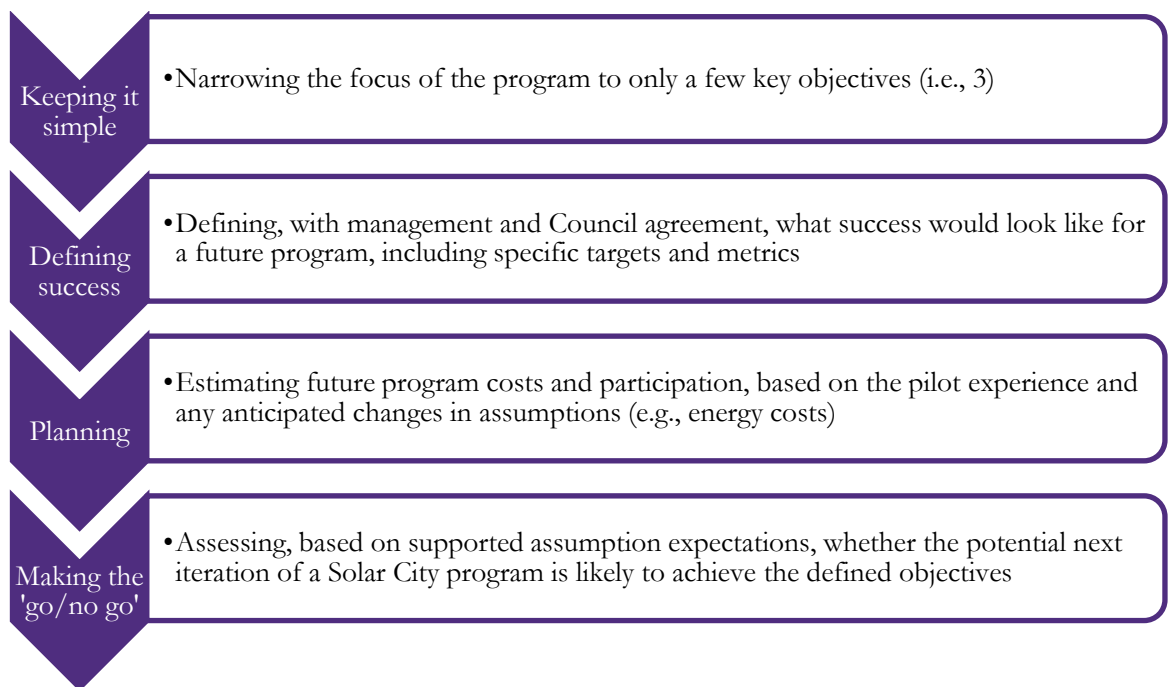 Keeping it
simple
•Narrowing the focus of the program to only a few key objectives (i.e., 3)
Defining
success
•Defining, with management and Council agreement, what success would look like for
a future program, including specific targets and metrics
Planning
•Estimating future program costs and participation, based on the pilot experience and
any anticipated changes in assumptions (e.g., energy costs)
Making the
'go/no go'
•Assessing, based on supported assumption expectations, whether the potential next
iteration of a Solar City program is likely to achieve the defined objectives